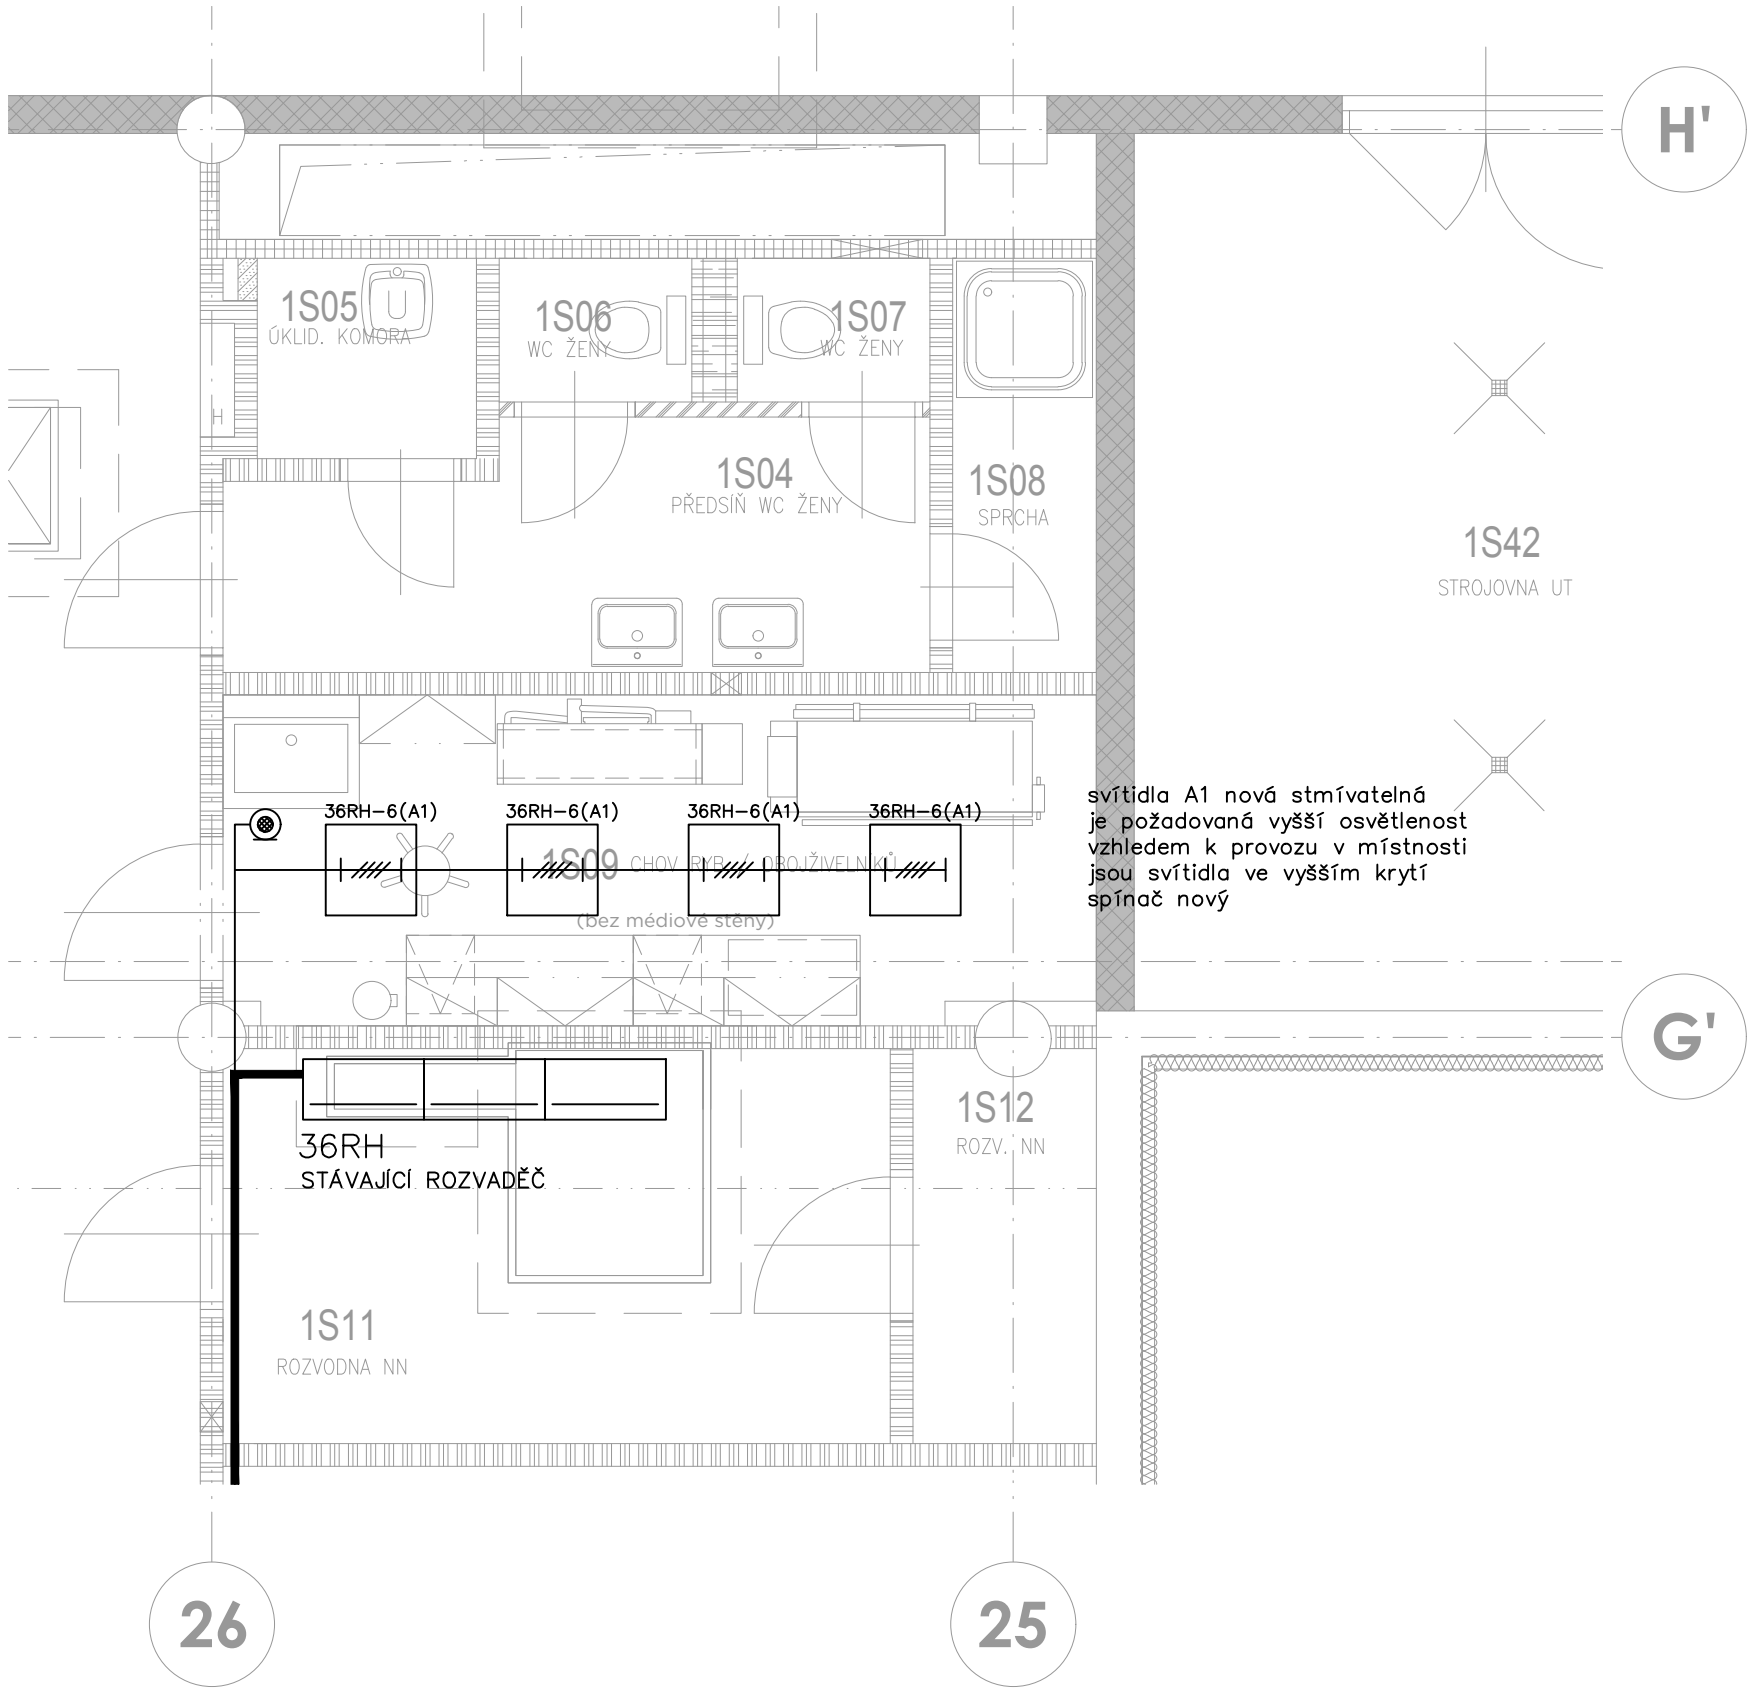 H'
1S05
ÚKLID. KOMORA
1S06
WC ŽENY
1S07
WC ŽENY
H
1S04
PŘEDSÍŇ WC ŽENY
1S08
SPRCHA
1S42
STROJOVNA UT
36RH-6(A1)
36RH-6(A1)
36RH-6(A1)
36RH-6(A1)
svítidla A1 nová stmívatelná
je požadovaná vyšší osvětlenost
vzhledem k provozu v místnosti
jsou svítidla ve vyšším krytí
spínač nový
1S09 CHOV RYB / OBOJŽIVELNÍKŮ
(bez médiové stěny)
G'
36RH
STÁVAJÍCÍ ROZVADĚČ
1S12
ROZV. NN
1S11
ROZVODNA NN
26
25